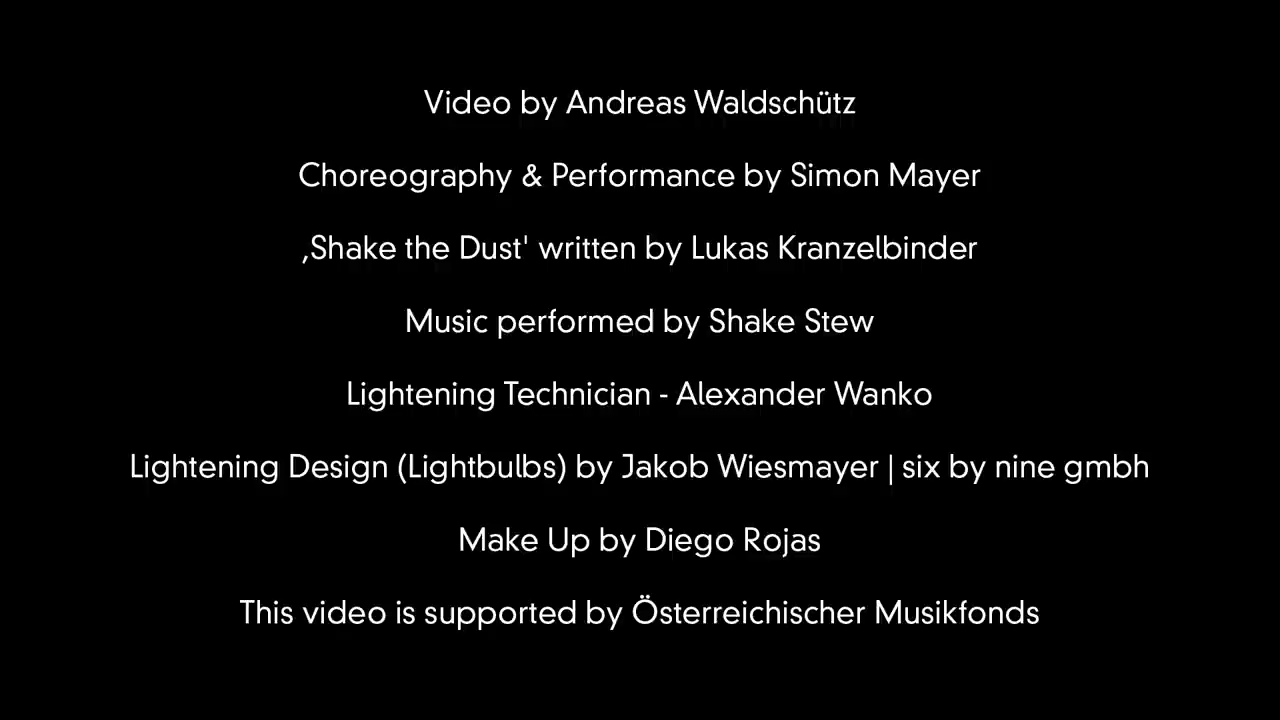 Video by Andreas Waldschütz
Choreography & Performance by Simon Mayer
‚Shake the Dust' written by Lukas Kranzelbinder
Music performed by Shake Stew
Lightening Technician - Alexander Wanko
Lightening Design (Lightbulbs) by Jakob Wiesmayer | six by nine gmbh
Make Up by Diego Rojas
This video is supported by Österreichischer Musikfonds